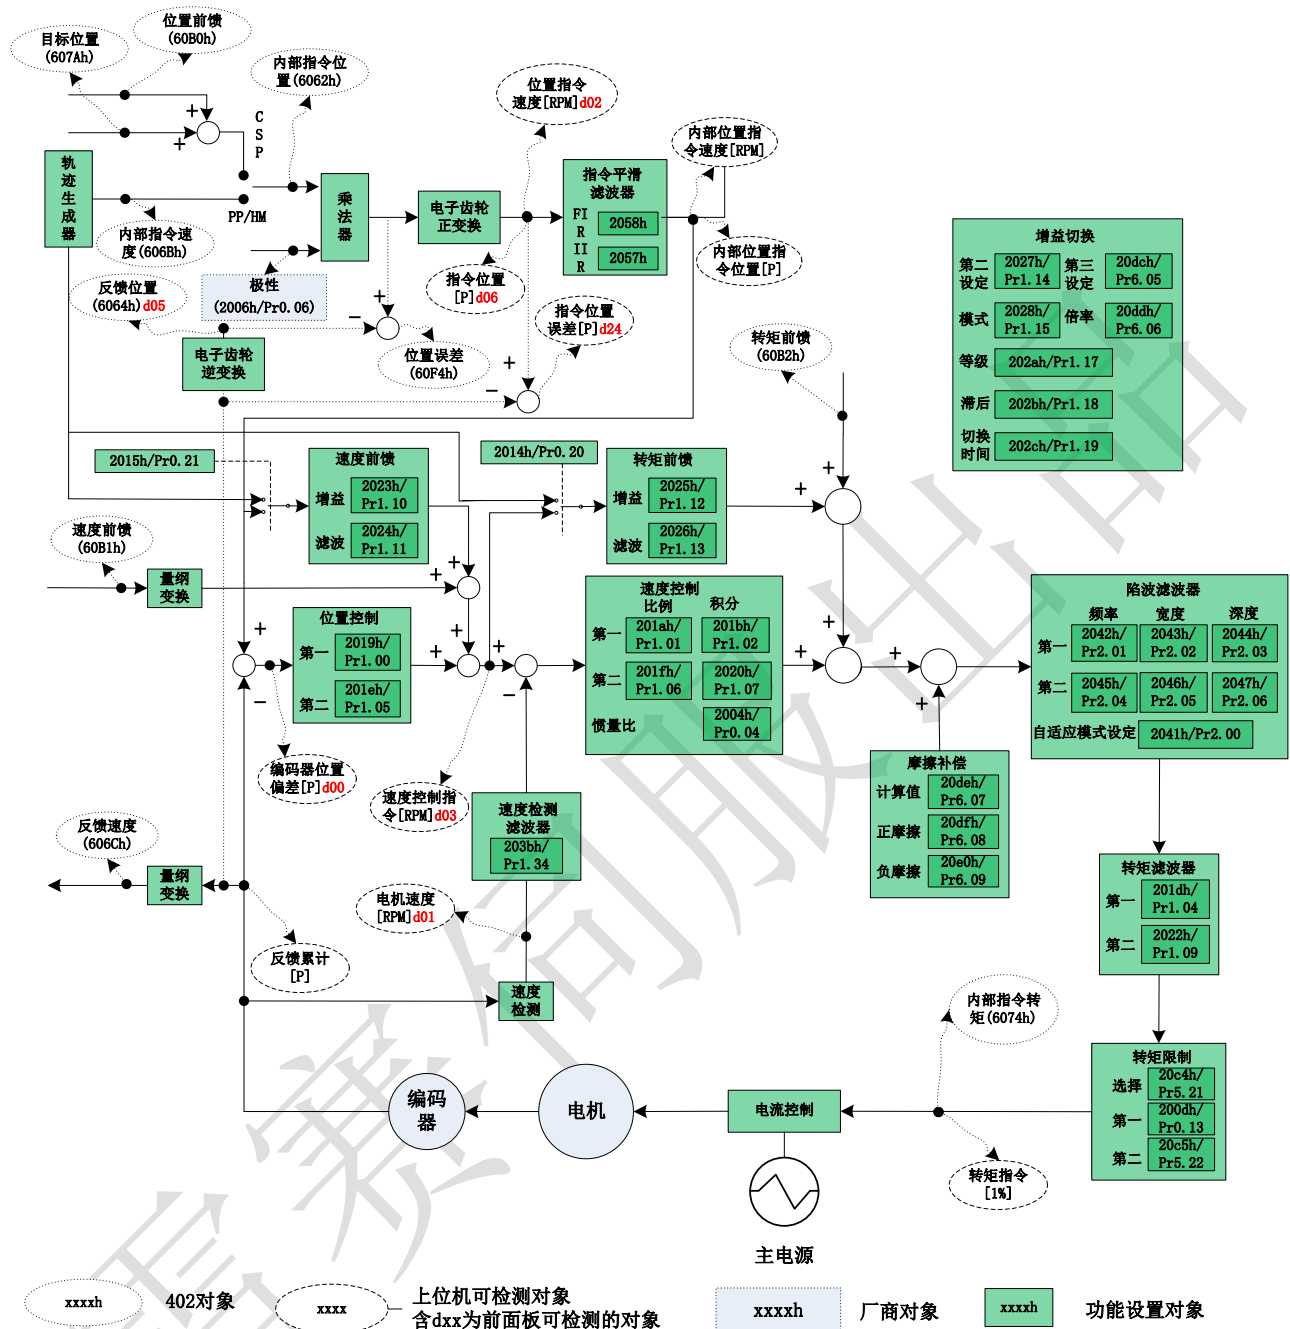 位置前馈
(60B0h)
目标位置
(607Ah)
内部指令位
置(6062h)
位置指令
速度[RPM]d02
内部位置指
令速度[RPM]
C
S
P
轨
迹
生
成
器
PP/HM
内部指令速
度(606Bh)
乘
法
器
电子齿轮
正变换
指令平滑
滤波器
FI
R
2058h
II
R
2057h
内部位置指
令位置[P]
极性
(2006h/Pr0.06)
反馈位置
(6064h)d05
指令位置
[P]d06
指令位置
误差[P]d24
电子齿轮
逆变换
位置误差
(60F4h)
转矩前馈
(60B2h)
增益切换
第二
设定
2027h/
Pr1.14
第三
设定
20dch/
Pr6.05
模式
2028h/
Pr1.15
倍率
20ddh/
Pr6.06
等级
202ah/Pr1.17
滞后
202bh/Pr1.18
切换
时间
202ch/Pr1.19
2015h/Pr0.21
速度前馈
增益
2023h/
Pr1.10
滤波
2024h/
Pr1.11
2014h/Pr0.20
转矩前馈
增益
2025h/
Pr1.12
滤波
2026h/
Pr1.13
速度前馈
(60B1h)
量纲
变换
位置控制
第一
2019h/
Pr1.00
第二
201eh/
Pr1.05
速度控制
比例
积分
第一
201ah/
Pr1.01
201bh/
Pr1.02
第二
201fh/
Pr1.06
2020h/
Pr1.07
惯量比
2004h/
Pr0.04
陷波滤波器
频率
宽度
深度
第一
2042h/
Pr2.01
2043h/
Pr2.02
2044h/
Pr2.03
第二
2045h/
Pr2.04
2046h/
Pr2.05
2047h/
Pr2.06
自适应模式设定
2041h/Pr2.00
编码器位置
偏差[P]d00
速度控制指
令[RPM]d03
速度检测
滤波器
203bh/
Pr1.34
摩擦补偿
计算值
20deh/
Pr6.07
正摩擦
20dfh/
Pr6.08
负摩擦
20e0h/
Pr6.09
反馈速度
(606Ch)
量纲
变换
电机速度
[RPM]d01
反馈累计
[P]
速度
检测
转矩滤波器
第一
201dh/
Pr1.04
第二
2022h/
Pr1.09
内部指令转
矩(6074h)
转矩限制
选择
20c4h/
Pr5.21
第一
200dh/
Pr0.13
第二
20c5h/
Pr5.22
编码
器
电机
电流控制
转矩指令
[1%]
主电源
xxxxh
402对象
xxxx
上位机可检测对象
含dxx为前面板可检测的对象
xxxxh
厂商对象
xxxxh
功能设置对象